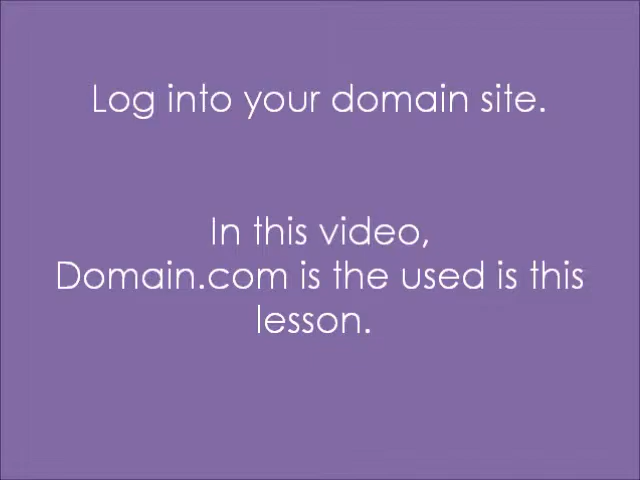 Log into your domain site.
In this video,
Domain.com is the used is this
lesson.